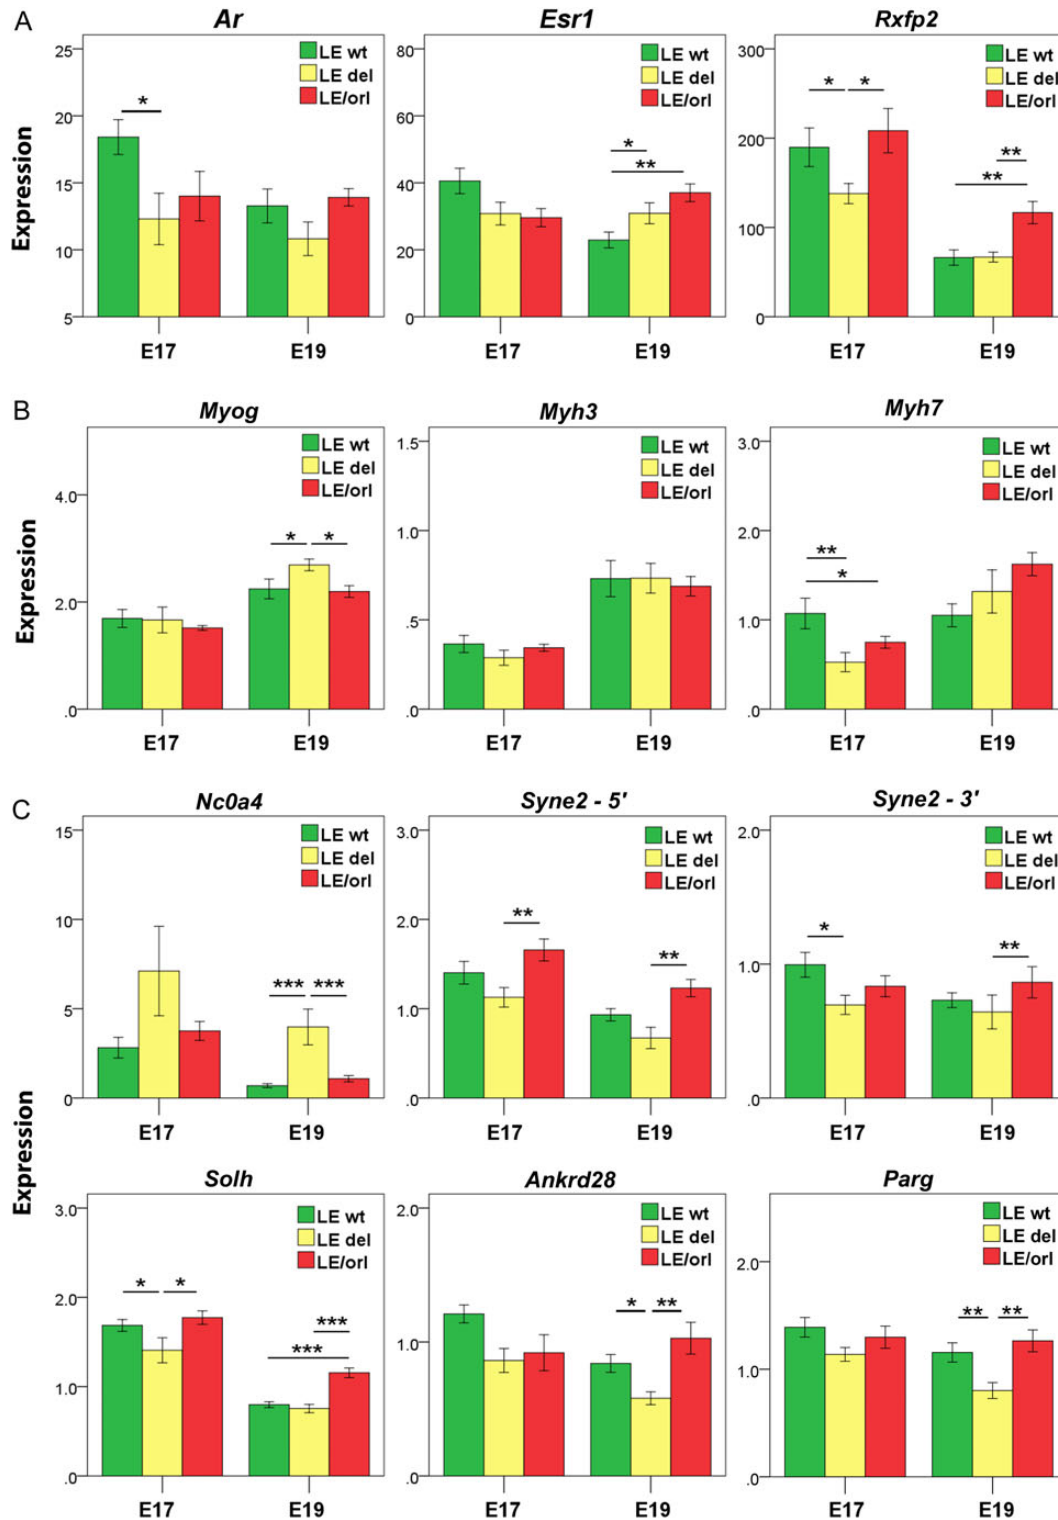 A
Ar
Esr1
Rxfp2
Expression
25
20
15
10
5
LE wt
LE del
LE/orl
*
E17
E19
80
60
40
20
0
LE wt
LE del
LE/orl
*
**
E17
E19
300
200
100
0
LE wt
LE del
LE/orl
* *
**
**
E17
E19
B
Myog
Myh3
Myh7
Expression
4.0
2.0
.0
LE wt
LE del
LE/orl
* *
E17
E19
1.5
1.0
.5
.0
LE wt
LE del
LE/orl
E17
E19
3.0
2.0
1.0
.0
LE wt
LE del
LE/orl
**
*
E17
E19
C
Nc0a4
Syne2 - 5'
Syne2 - 3'
Expression
15
10
5
0
LE wt
LE del
LE/orl
*** ***
E17
E19
3.0
2.0
1.0
.0
LE wt
LE del
LE/orl
**
**
E17
E19
2.0
1.0
.0
LE wt
LE del
LE/orl
*
**
E17
E19
Solh
Ankrd28
Parg
3.0
2.0
1.0
.0
LE wt
LE del
LE/orl
* *
***
***
E17
E19
2.0
1.0
.0
LE wt
LE del
LE/orl
* **
E17
E19
2.0
1.0
.0
LE wt
LE del
LE/orl
** **
E17
E19